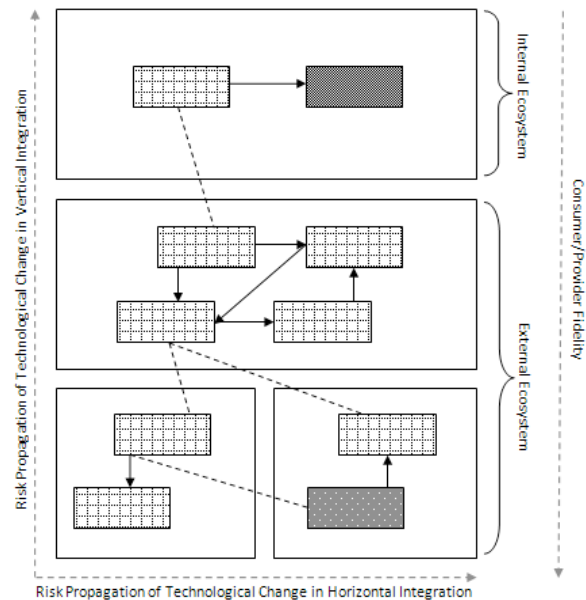 Risk Propagation of Technological Change in Vertical Integration
Internal Ecosystem
External Ecosystem
Consumer/Provider Fidelity
Risk Propagation of Technological Change in Horizontal Integration